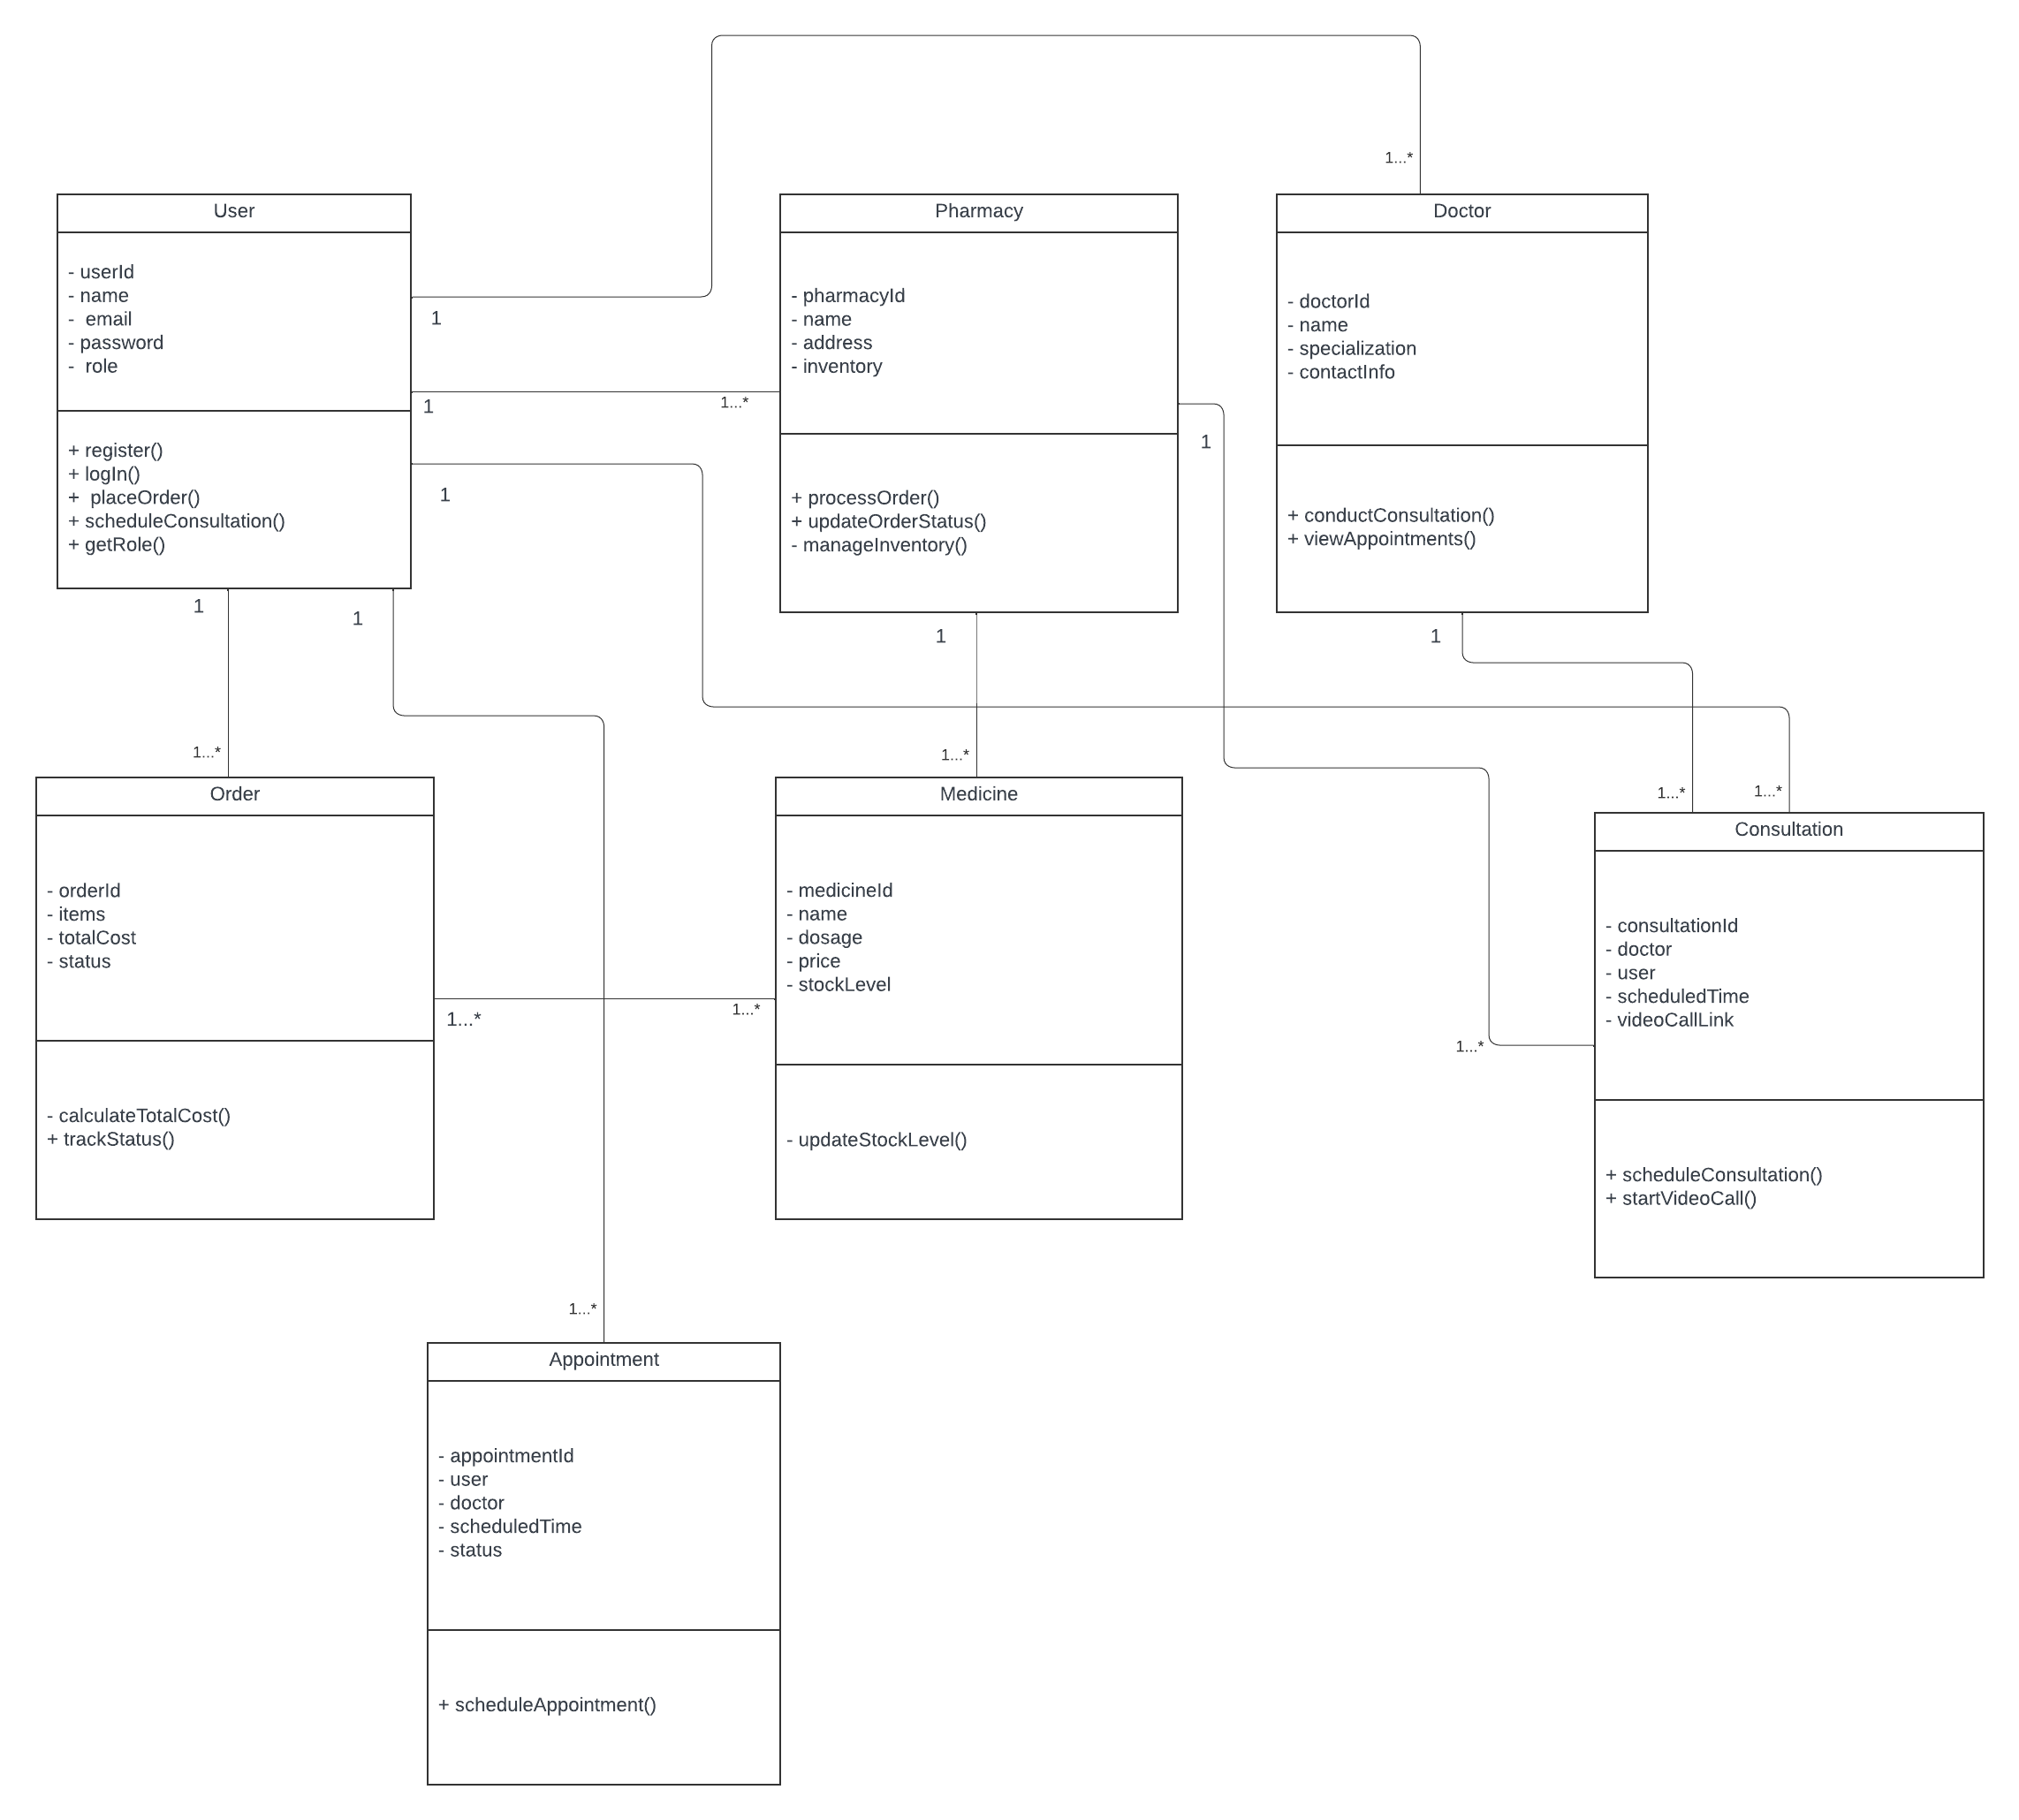 1...*
User
- userId
- name
-  email
- password
-  role
+ register()
+ logIn()
+  placeOrder()
+ scheduleConsultation()
+ getRole()
Pharmacy
- pharmacyId
- name
- address
- inventory
+ processOrder()
+ updateOrderStatus()
- manageInventory()
Doctor
- doctorId
- name
- specialization
- contactInfo
+ conductConsultation()
+ viewAppointments()
1
1
1...*
1
1
1
1
1
1
1...*
1...*
1...*
1...*
Order
- orderId
- items
- totalCost
- status
- calculateTotalCost()
+ trackStatus()
1...*
1...*
Medicine
- medicineId
- name
- dosage
- price
- stockLevel
- updateStockLevel()
1...*
Consultation
- consultationId
- doctor
- user
- scheduledTime
- videoCallLink
+ scheduleConsultation()
+ startVideoCall()
1...*
Appointment
- appointmentId
- user
- doctor
- scheduledTime
- status
+ scheduleAppointment()